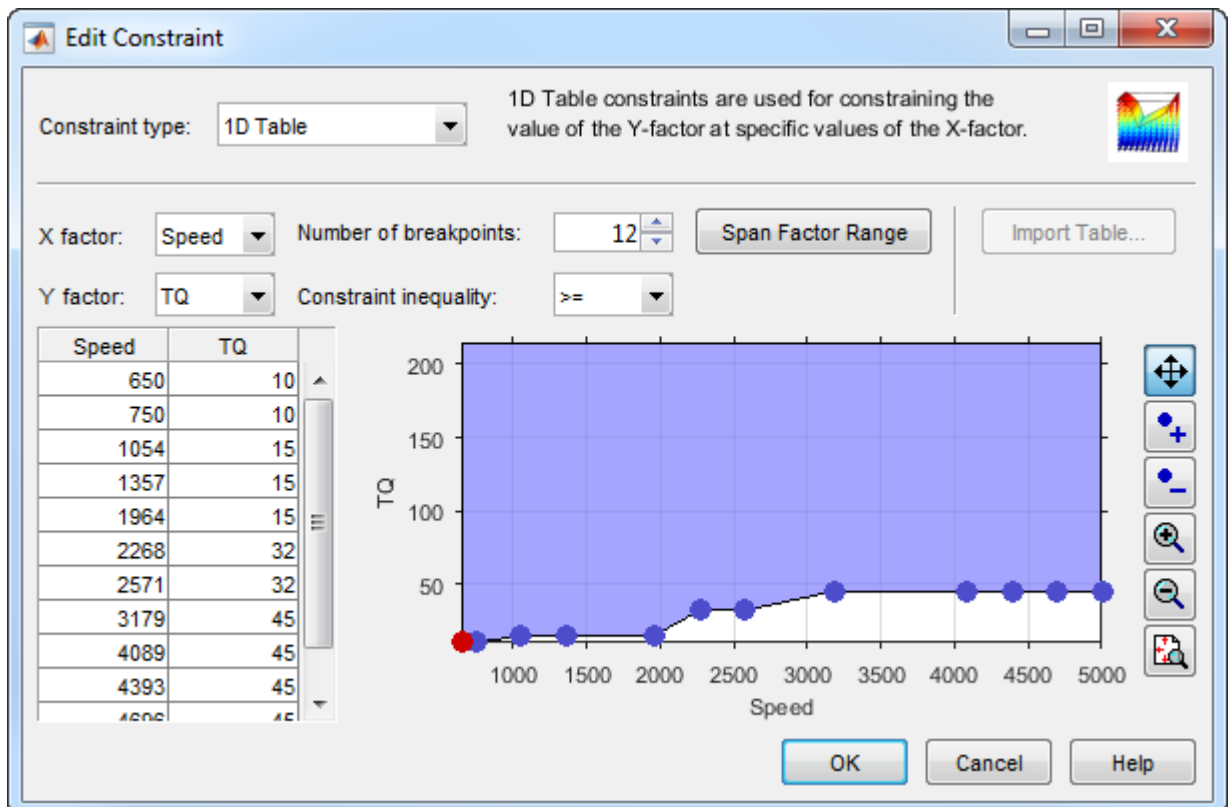 Edit Constraint
Constraint type: 1D Table
1D Table constraints are used for constraining the
value of the Y-factor at specific values of the X-factor.
X factor: Speed Number of breakpoints: 12 Span Factor Range Import Table...
Y factor: TQ Constraint inequality: >=
Speed TQ
650 10
750 10
1054 15
1357 15
1964 15
2268 32
2571 32
3179 45
4089 45
4393 45
4696 45
200
150
100
50
TQ
1000 1500 2000 2500 3000 3500 4000 4500 5000
Speed
OK Cancel Help